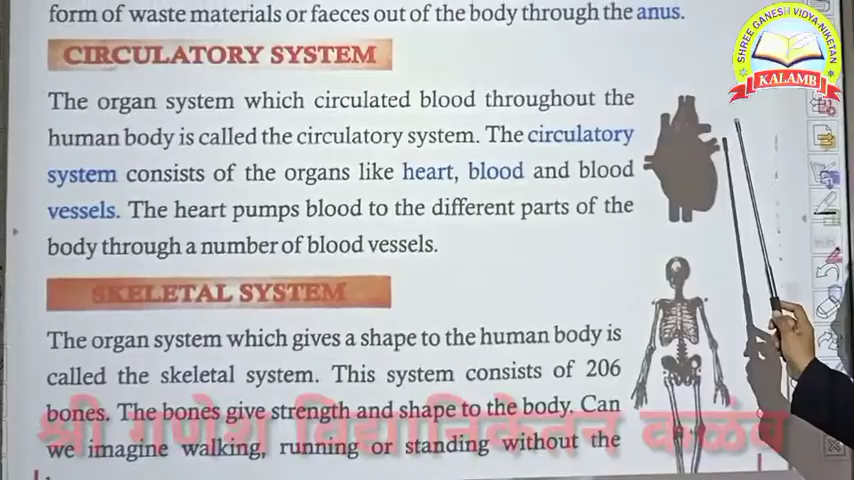 form of waste materials or faeces out of the body through the anus.
SHREE GANESH VIDYA NIKETAN
KALAMB
CIRCULATORY SYSTEM
The organ system which circulated blood throughout the
human body is called the circulatory system. The circulatory
system consists of the organs like heart, blood and blood
vessels. The heart pumps blood to the different parts of the
body through a number of blood vessels.
SKELETAL SYSTEM
The organ system which gives a shape to the human body is
called the skeletal system. This system consists of 206
bones. The bones give strength and shape to the body. Can
श्री गणेश विद्यानिकेतन कळंब
we imagine walking, running or standing without the